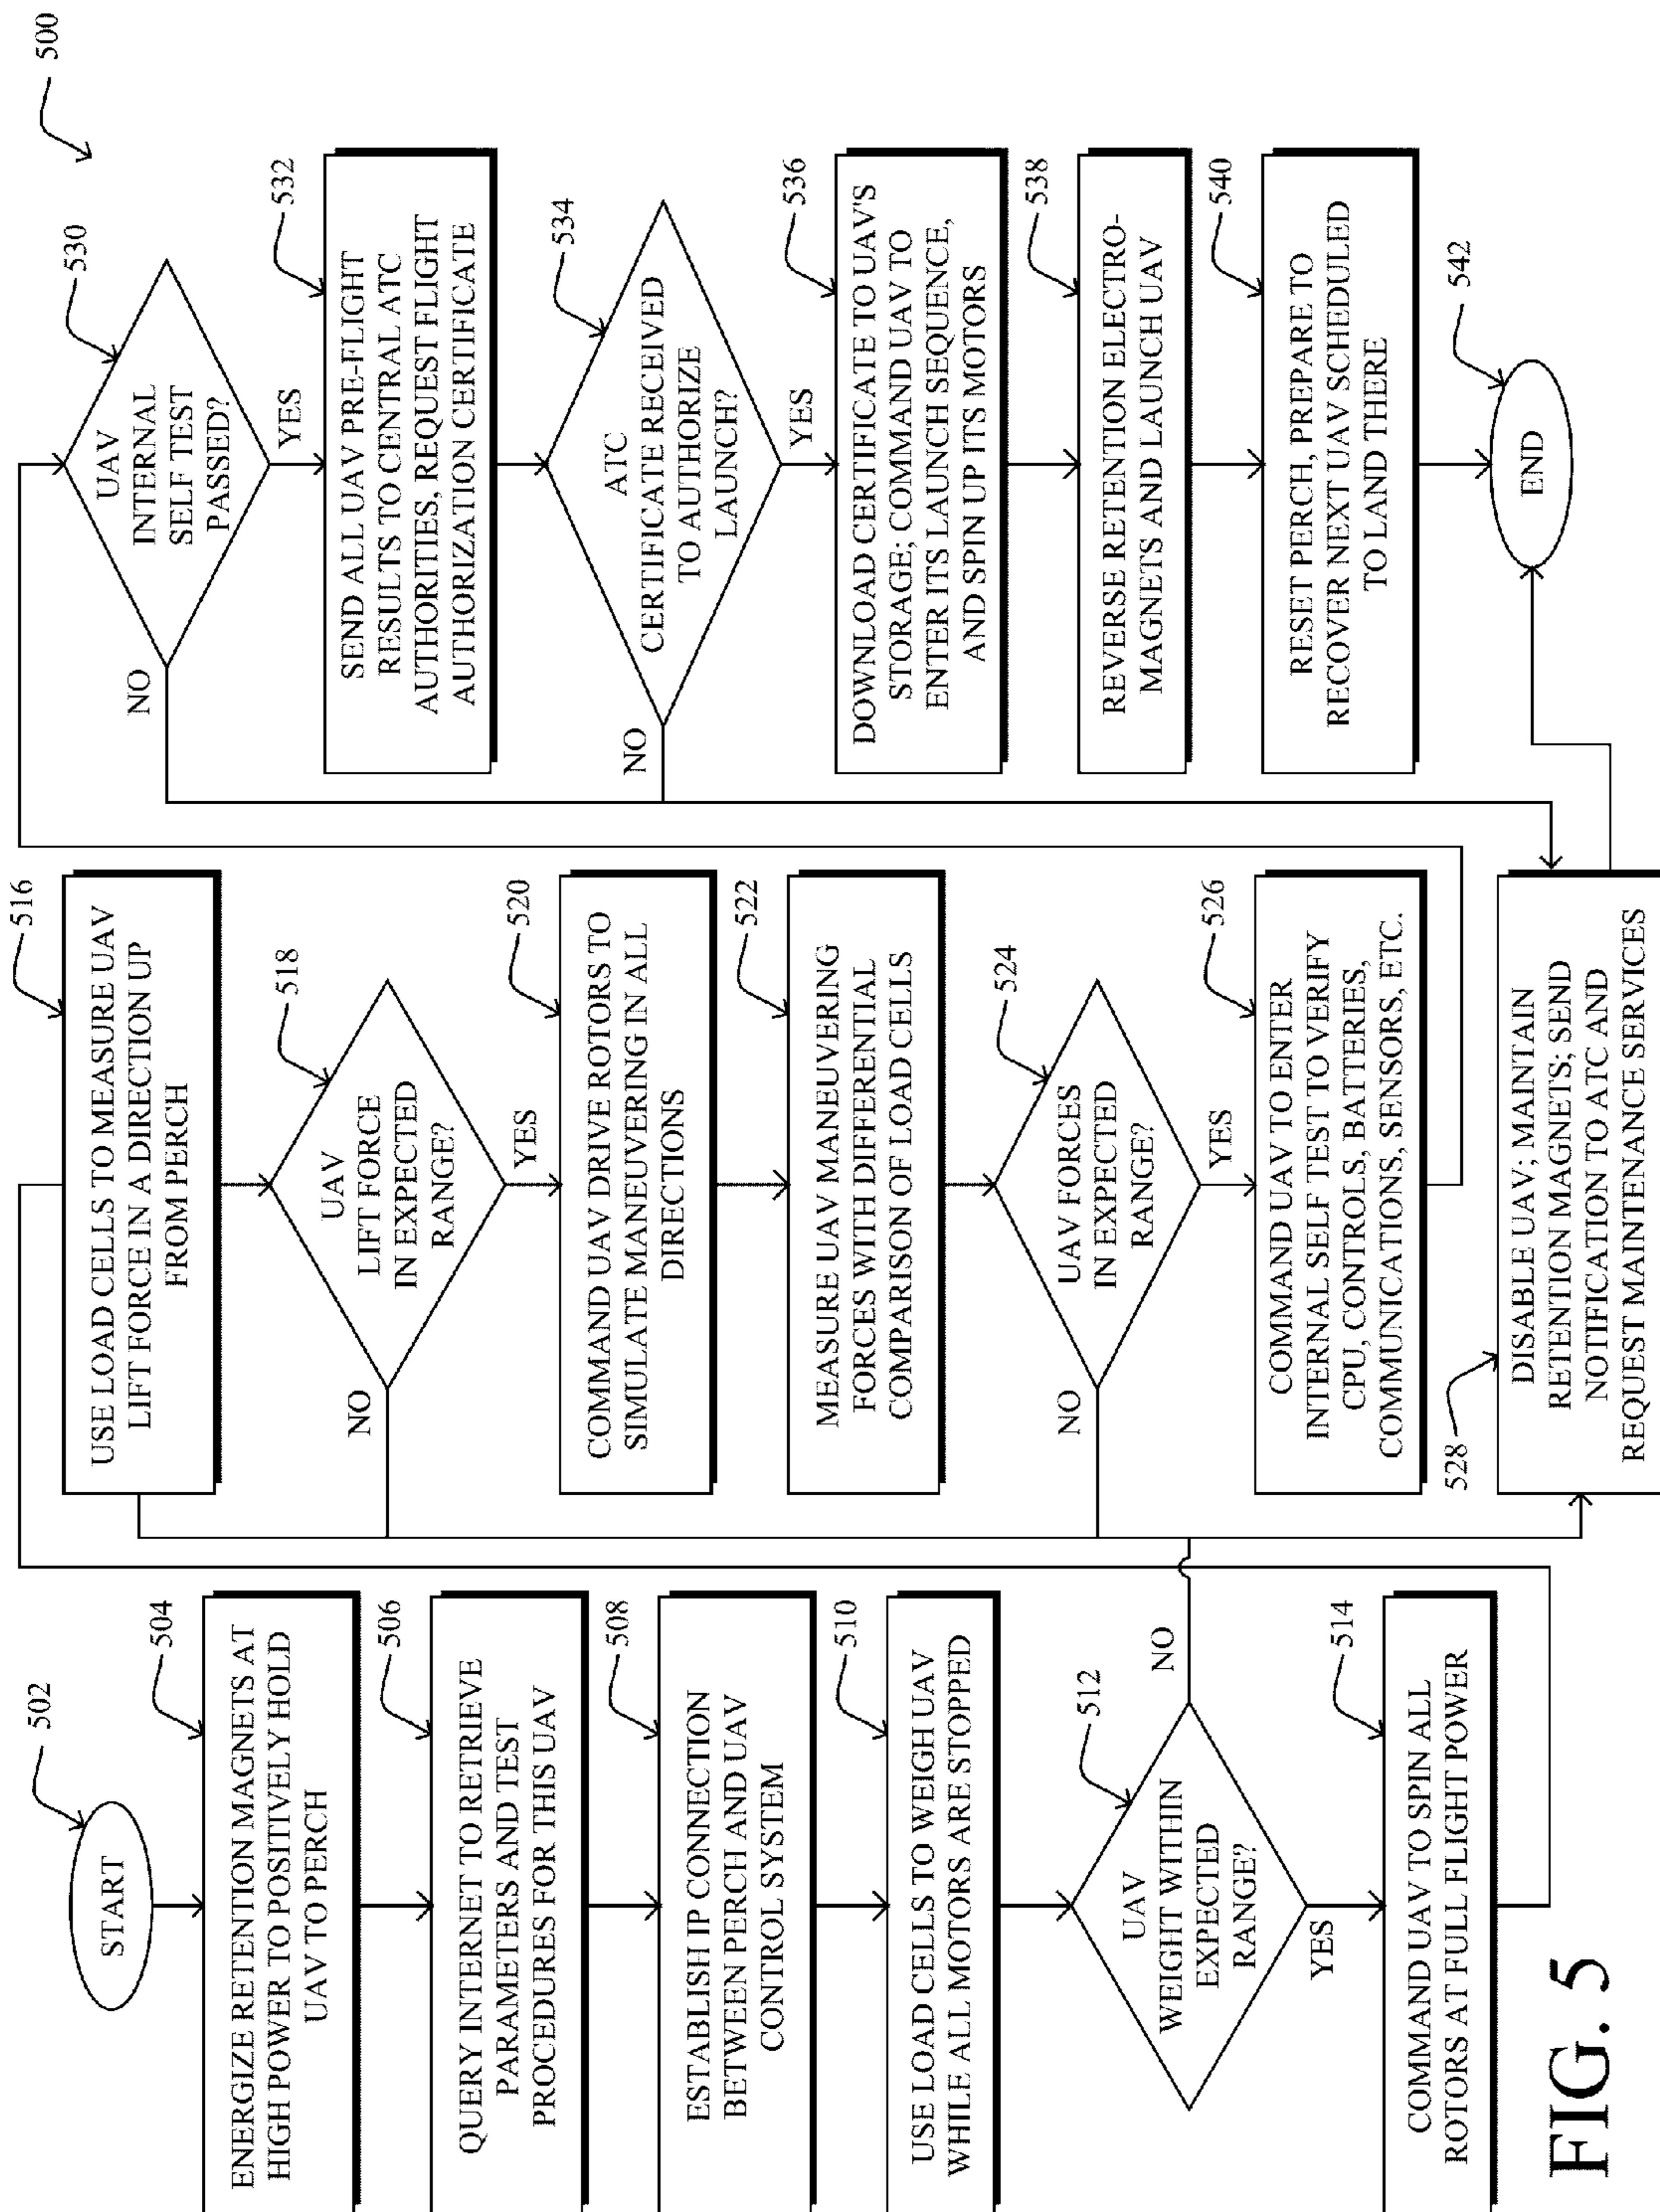 500
502
START
504
ENERGIZE RETENTION MAGNETS AT
HIGH POWER TO POSITIVELY HOLD
UAV TO PERCH
506
QUERY INTERNET TO RETRIEVE
PARAMETERS AND TEST
PROCEDURES FOR THIS UAV
508
ESTABLISH IP CONNECTION
BETWEEN PERCH AND UAV
CONTROL SYSTEM
510
USE LOAD CELLS TO WEIGH UAV
WHILE ALL MOTORS ARE STOPPED
512
UAV
WEIGHT WITHIN
EXPECTED
RANGE?
NO
YES
514
COMMAND UAV TO SPIN ALL
ROTORS AT FULL FLIGHT POWER
516
USE LOAD CELLS TO MEASURE UAV
LIFT FORCE IN A DIRECTION UP
FROM PERCH
518
UAV
LIFT FORCE
IN EXPECTED
RANGE?
NO
YES
520
COMMAND UAV DRIVE ROTORS TO
SIMULATE MANEUVERING IN ALL
DIRECTIONS
522
MEASURE UAV MANEUVERING
FORCES WITH DIFFERENTIAL
COMPARISON OF LOAD CELLS
524
UAV FORCES
IN EXPECTED
RANGE?
NO
YES
526
COMMAND UAV TO ENTER
INTERNAL SELF TEST TO VERIFY
CPU, CONTROLS, BATTERIES,
COMMUNICATIONS, SENSORS, ETC.
528
DISABLE UAV; MAINTAIN
RETENTION MAGNETS; SEND
NOTIFICATION TO ATC AND
REQUEST MAINTENANCE SERVICES
530
UAV
INTERNAL
SELF TEST
PASSED?
NO
YES
532
SEND ALL UAV PRE-FLIGHT
RESULTS TO CENTRAL ATC
AUTHORITIES, REQUEST FLIGHT
AUTHORIZATION CERTIFICATE
534
ATC
CERTIFICATE RECEIVED
TO AUTHORIZE
LAUNCH?
NO
YES
536
DOWNLOAD CERTIFICATE TO UAV'S
STORAGE; COMMAND UAV TO
ENTER ITS LAUNCH SEQUENCE,
AND SPIN UP ITS MOTORS
538
REVERSE RETENTION ELECTRO-
MAGNETS AND LAUNCH UAV
540
RESET PERCH, PREPARE TO
RECOVER NEXT UAV SCHEDULED
TO LAND THERE
542
END
FIG. 5